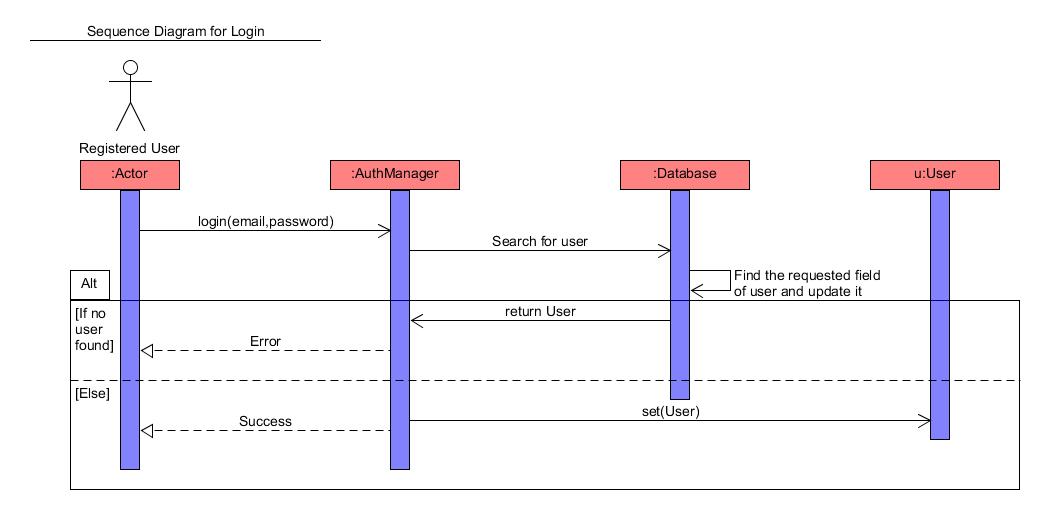 Sequence Diagram for Login
Registered User
:Actor
:AuthManager
:Database
u:User
login(email,password)
Search for user
Find the requested field
of user and update it
Alt
[If no
user
found]
return User
Error
[Else]
set(User)
Success